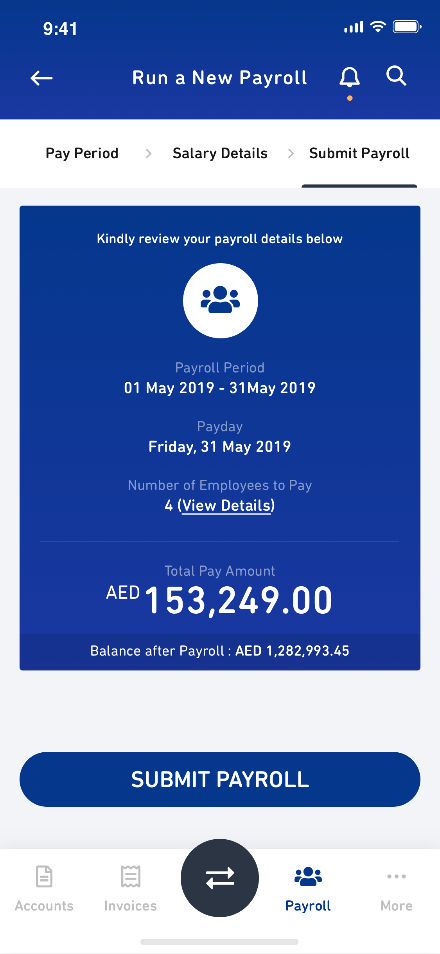 9:41
Run a New Payroll
Pay Period
Salary Details
Submit Payroll
Kindly review your payroll details below
Payroll Period
01 May 2019 - 31May 2019
Payday
Friday, 31 May 2019
Number of Employees to Pay
4 (View Details)
Total Pay Amount
AED 153,249.00
Balance after Payroll : AED 1,282,993.45
SUBMIT PAYROLL
Accounts
Invoices
Payroll
More